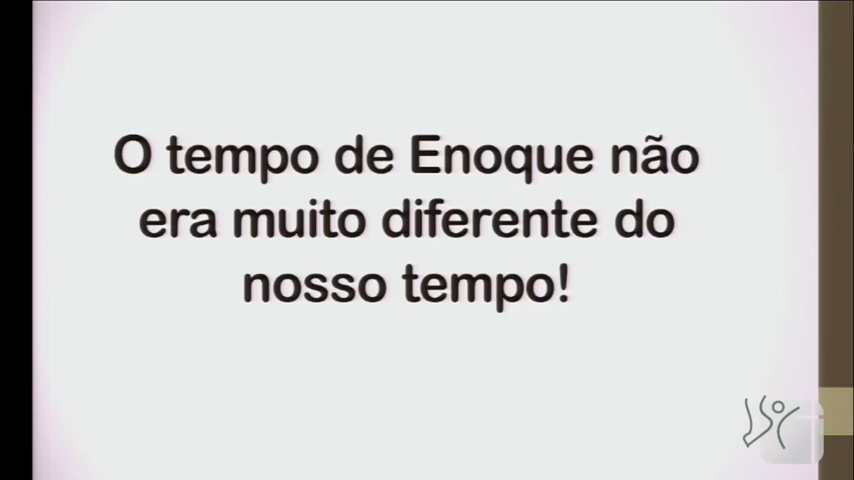 O tempo de Enoque não
era muito diferente do
nosso tempo!